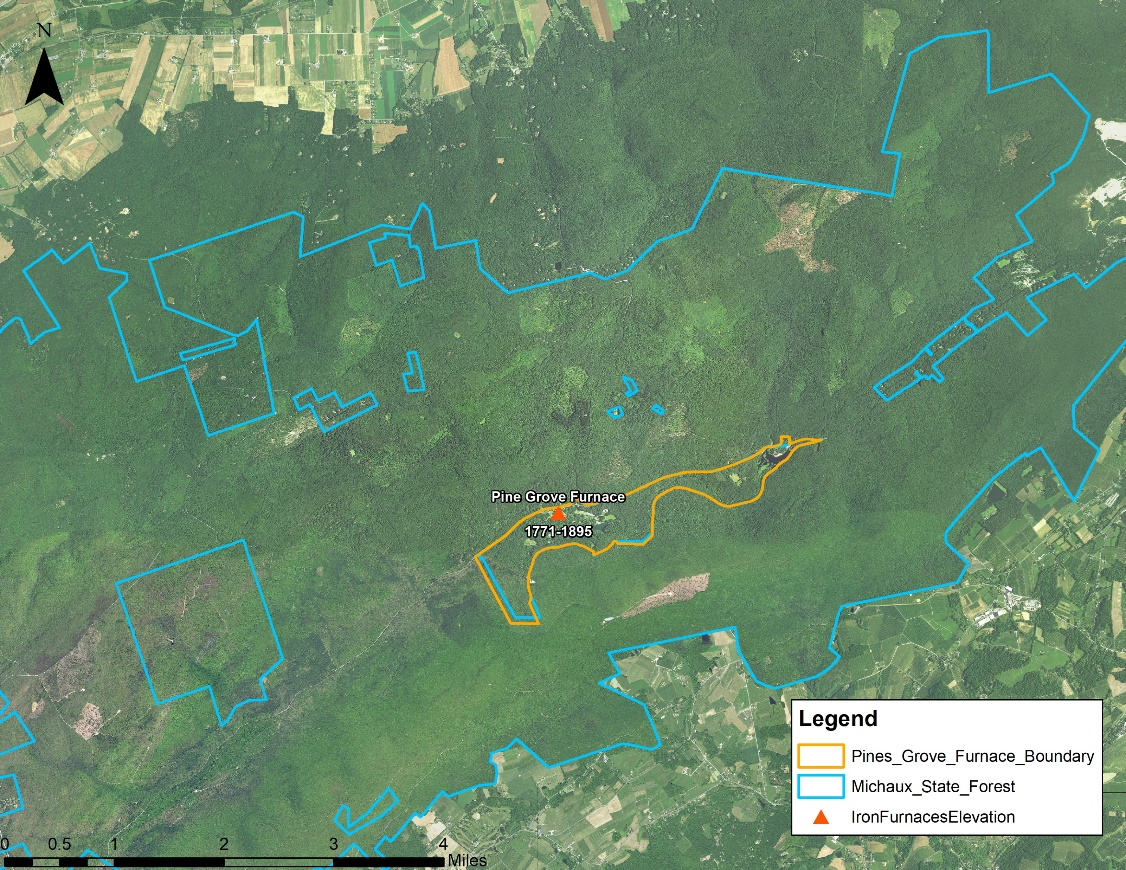 N
Pine Grove Furnace
1771-1895
Legend
Pines_Grove_Furnace_Boundary
Michaux_State_Forest
IronFurnacesElevation
0 0.5 1 2 3 4
Miles